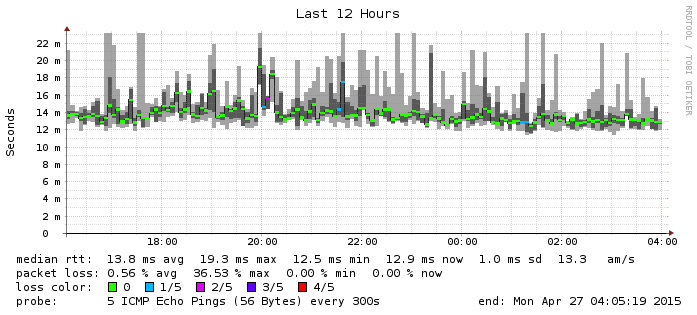 Last 12 Hours
RRDTOOL / TOBI OETIKER
Seconds
22 m
20 m
18 m
16 m
14 m
12 m
10 m
8 m
6 m
4 m
2 m
0
18:00 20:00 22:00 00:00 02:00 04:00
median rtt: 13.8 ms avg 19.3 ms max 12.5 ms min 12.9 ms now 1.0 ms sd 13.3 am/s
packet loss: 0.56 % avg 36.53 % max 0.00 % min 0.00 % now
loss color: 0 1/5 2/5 3/5 4/5
probe: 5 ICMP Echo Pings (56 Bytes) every 300s end: Mon Apr 27 04:05:19 2015